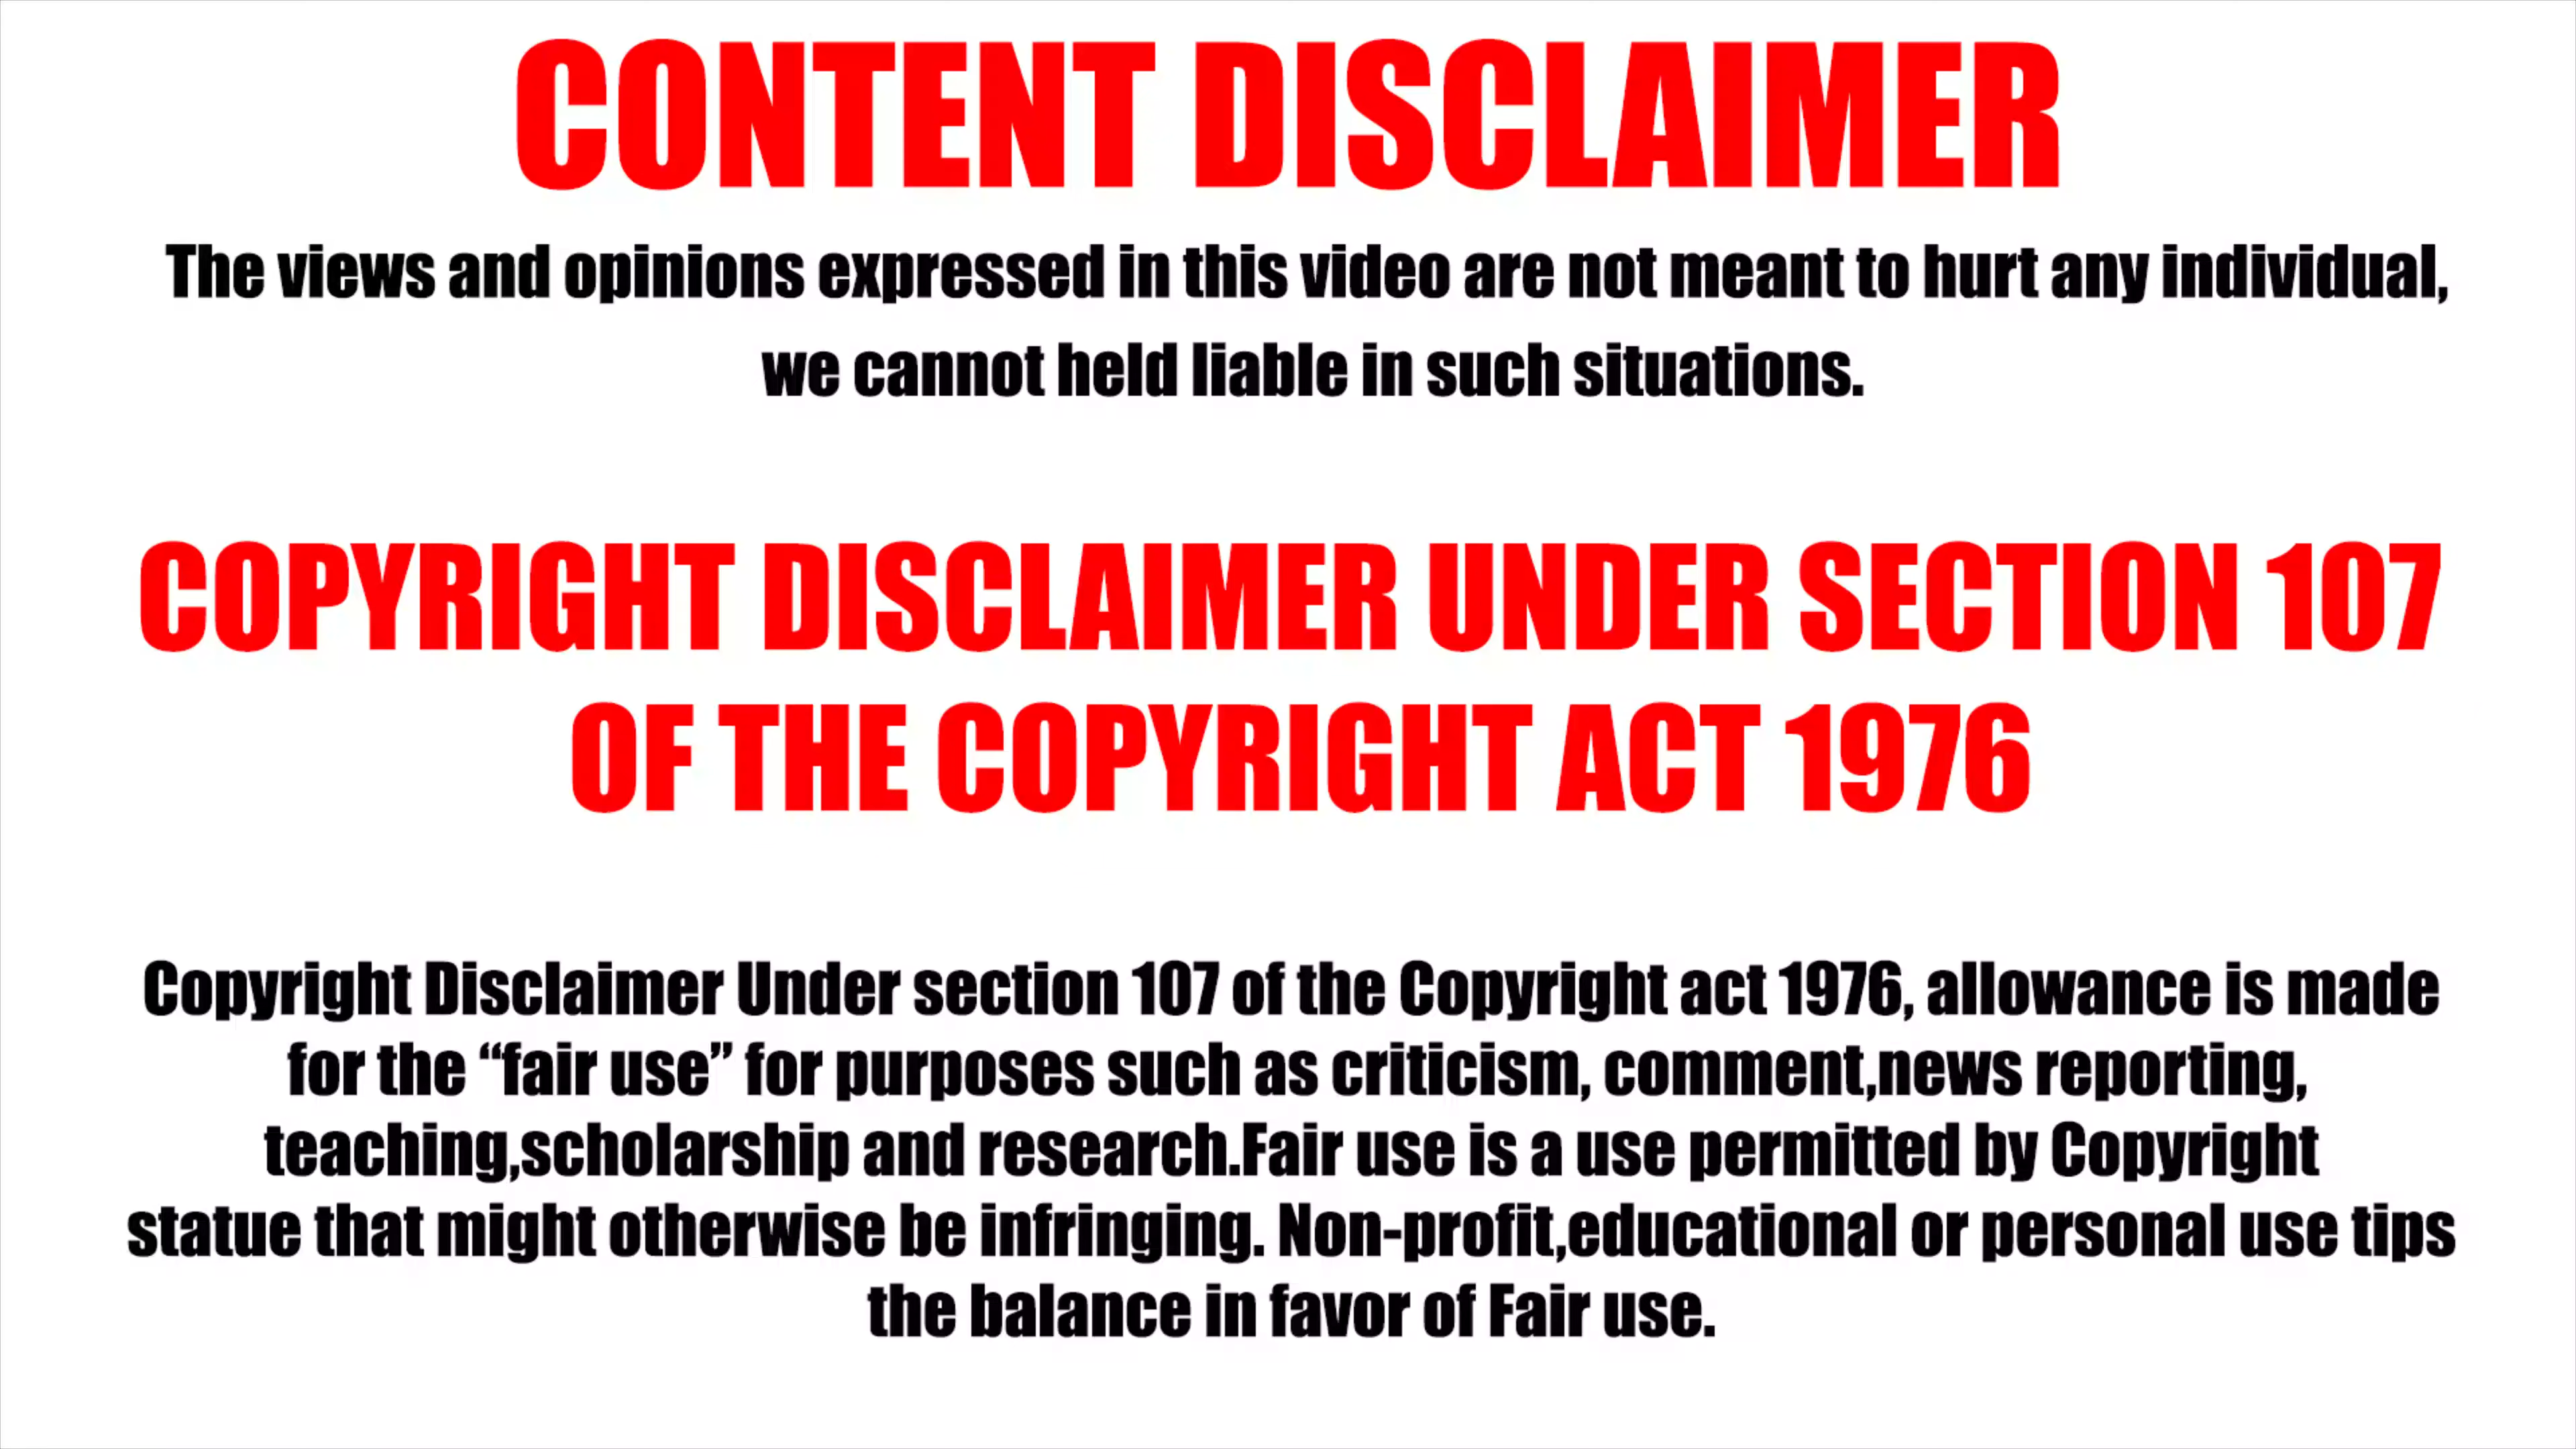 CONTENT DISCLAIMER
The views and opinions expressed in this video are not meant to hurt any individual,
we cannot held liable in such situations.
COPYRIGHT DISCLAIMER UNDER SECTION 107
OF THE COPYRIGHT ACT 1976
Copyright Disclaimer Under section 107 of the Copyright act 1976, allowance is made
for the “fair use” for purposes such as criticism, comment,news reporting,
teaching,scholarship and research.Fair use is a use permitted by Copyright
statue that might otherwise be infringing. Non-profit,educational or personal use tips
the balance in favor of Fair use.